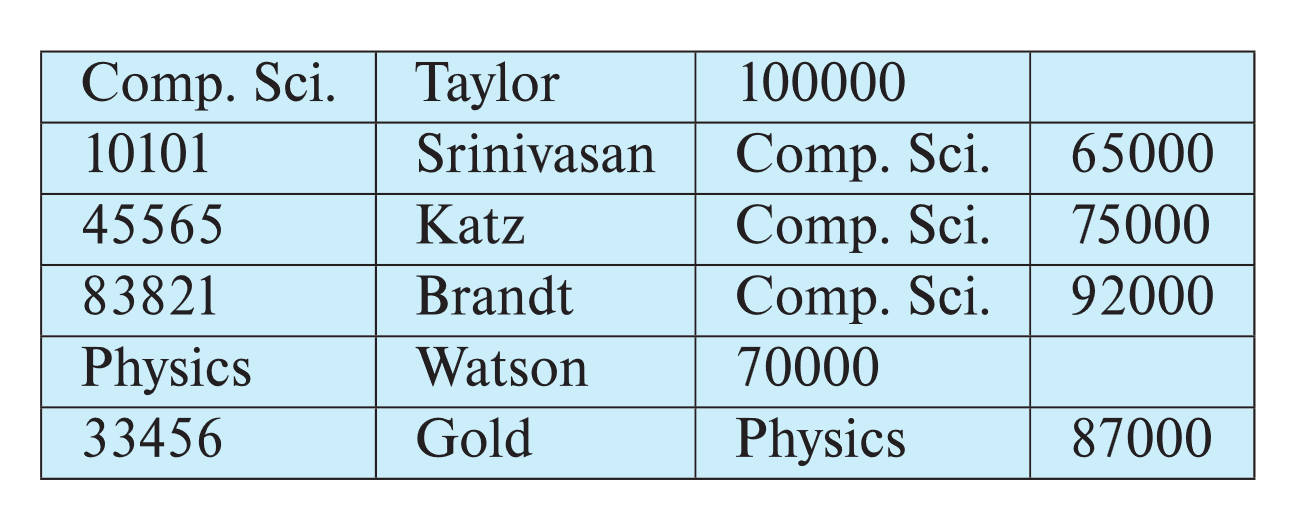 Comp. Sci. Taylor 100000
10101 Srinivasan Comp. Sci. 65000
45565 Katz Comp. Sci. 75000
83821 Brandt Comp. Sci. 92000
Physics Watson 70000
33456 Gold Physics 87000